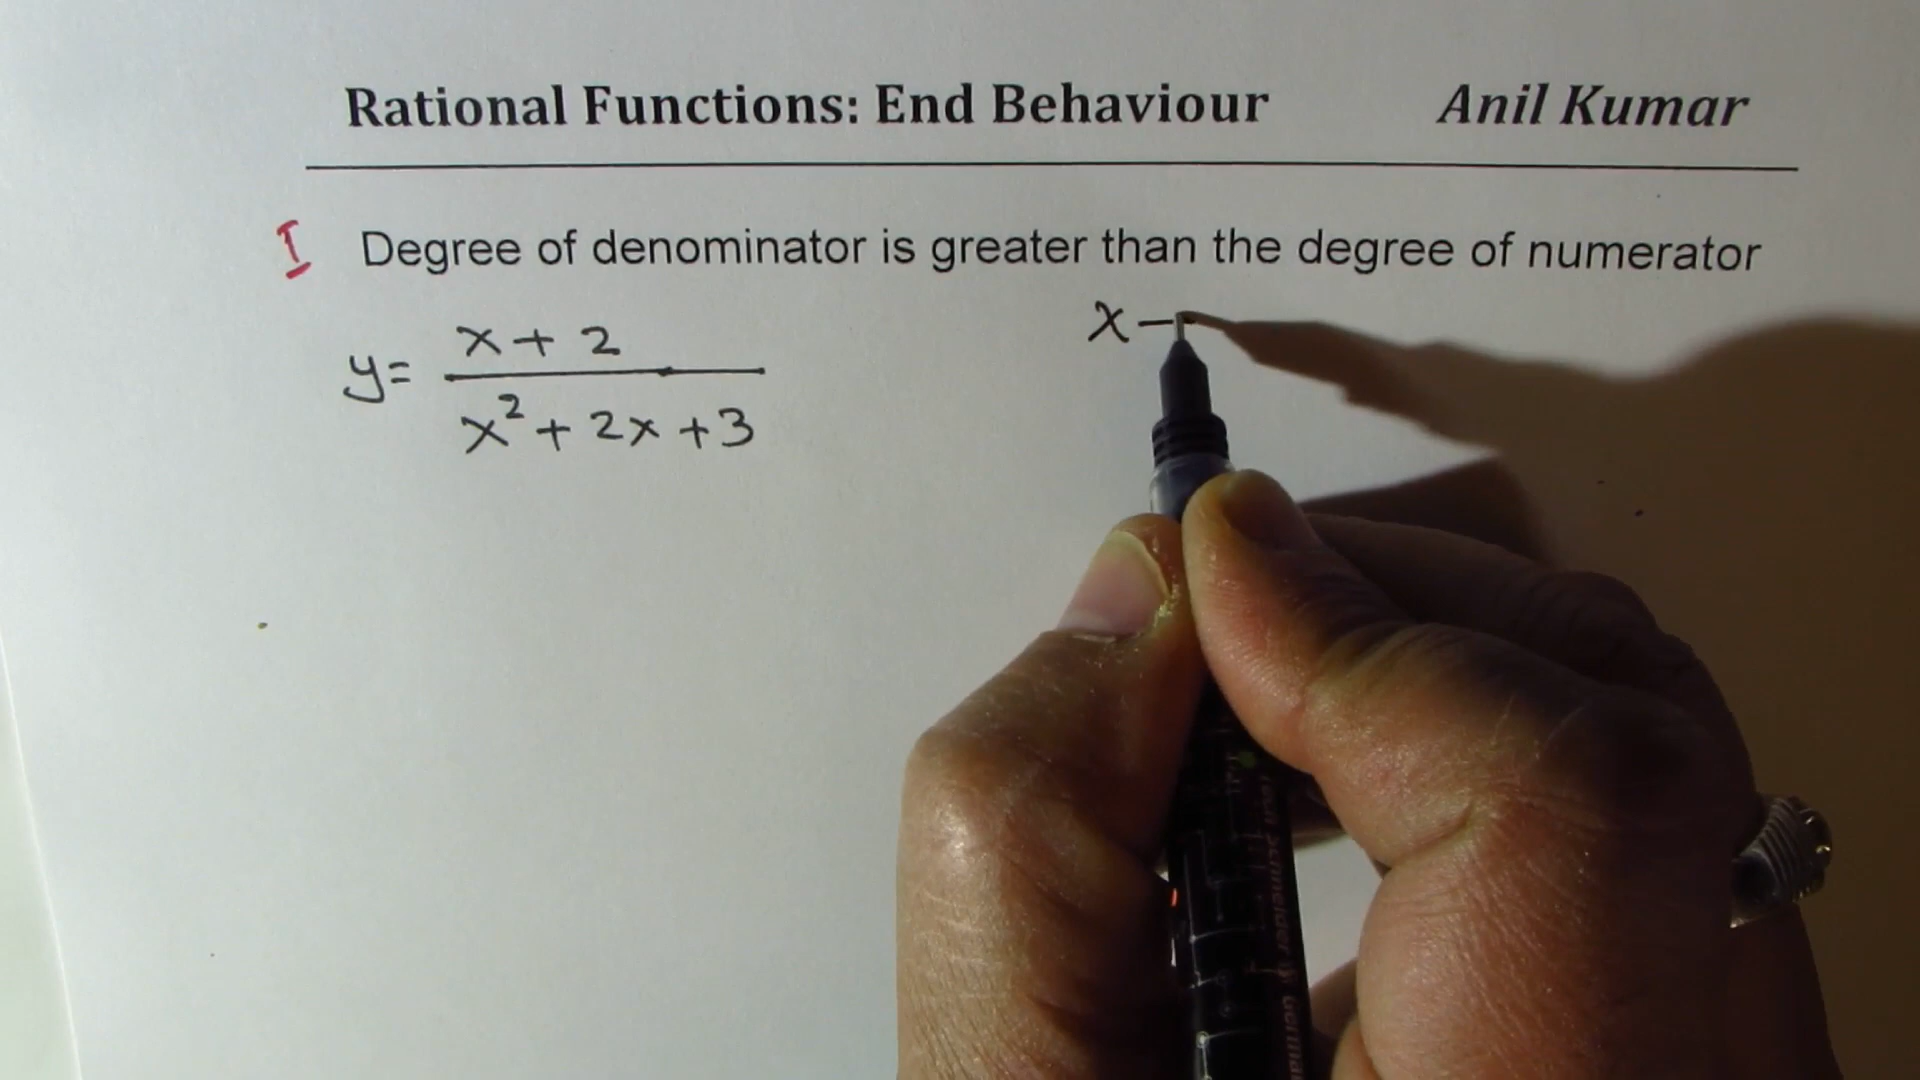 Rational Functions: End Behaviour Anil Kumar
I Degree of denominator is greater than the degree of numerator
y = x + 2 / x² + 2x + 3
x –